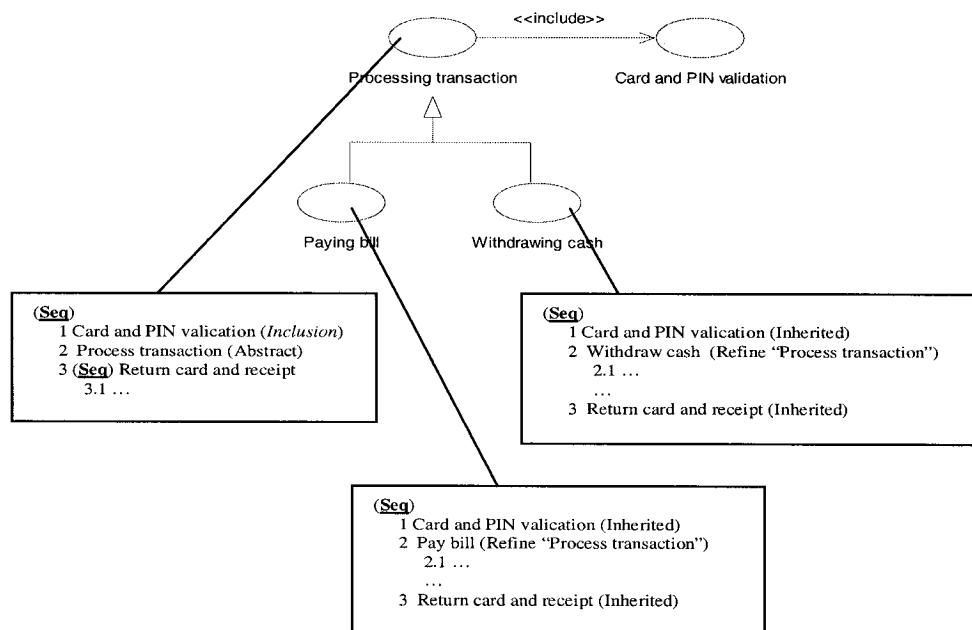 <<include>>
Processing transaction
Card and PIN validation
Paying bill
Withdrawing cash
(Seq)
1 Card and PIN valication (Inclusion)
2 Process transaction (Abstract)
3 (Seq) Return card and receipt
3.1 ...
(Seq)
1 Card and PIN valication (Inherited)
2 Withdraw cash (Refine “Process transaction”)
2.1 ...
...
3 Return card and receipt (Inherited)
(Seq)
1 Card and PIN valication (Inherited)
2 Pay bill (Refine “Process transaction”)
2.1 ...
...
3 Return card and receipt (Inherited)